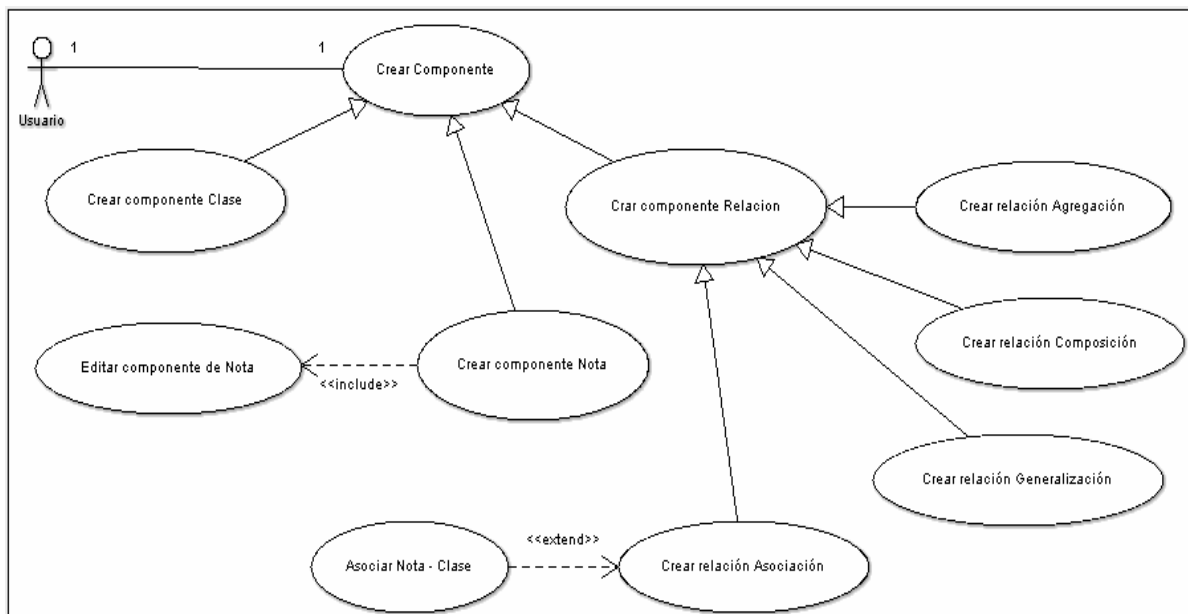 1
1
Crear Componente
Usuario
Crear componente Clase
Crar componente Relacion
Crear relación Agregación
Crear relación Composición
Editar componente de Nota
<<include>>
Crear componente Nota
Crear relación Generalización
<<extend>>
Asociar Nota - Clase
Crear relación Asociación